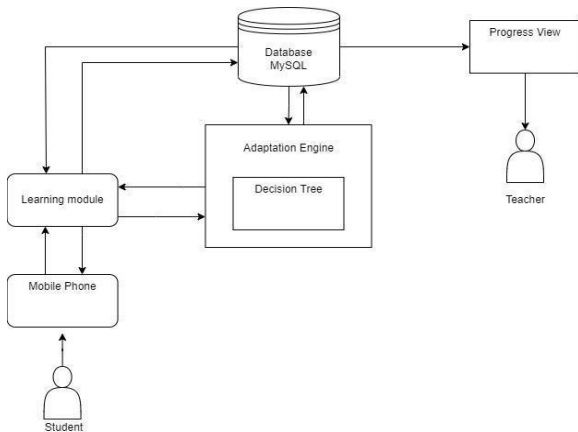 Database
MySQL
Progress View
Adaptation Engine
Decision Tree
Teacher
Learning module
Mobile Phone
Student